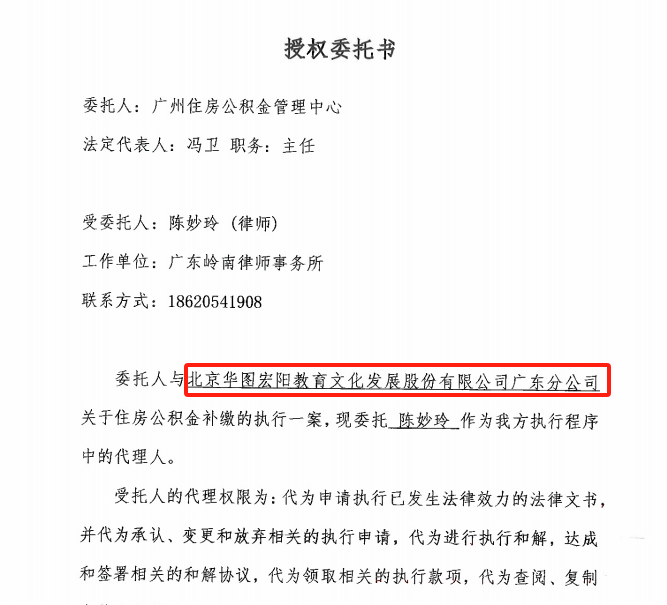 授权委托书
委托人：广州住房公积金管理中心
法定代表人：冯卫 职务：主任
受委托人：陈妙玲 (律师)
工作单位：广东岭南律师事务所
联系方式：18620541908
委托人与北京华图宏阳教育文化发展股份有限公司广东分公司
关于住房公积金补缴的执行一案，现委托 陈妙玲 作为我方执行程序
中的代理人。
受托人的代理权限为：代为申请执行已发生法律效力的法律文书，
并代为承认、变更和放弃相关的执行申请，代为进行执行和解，达成
和签署相关的和解协议，代为领取相关的执行款项，代为查阅、复制